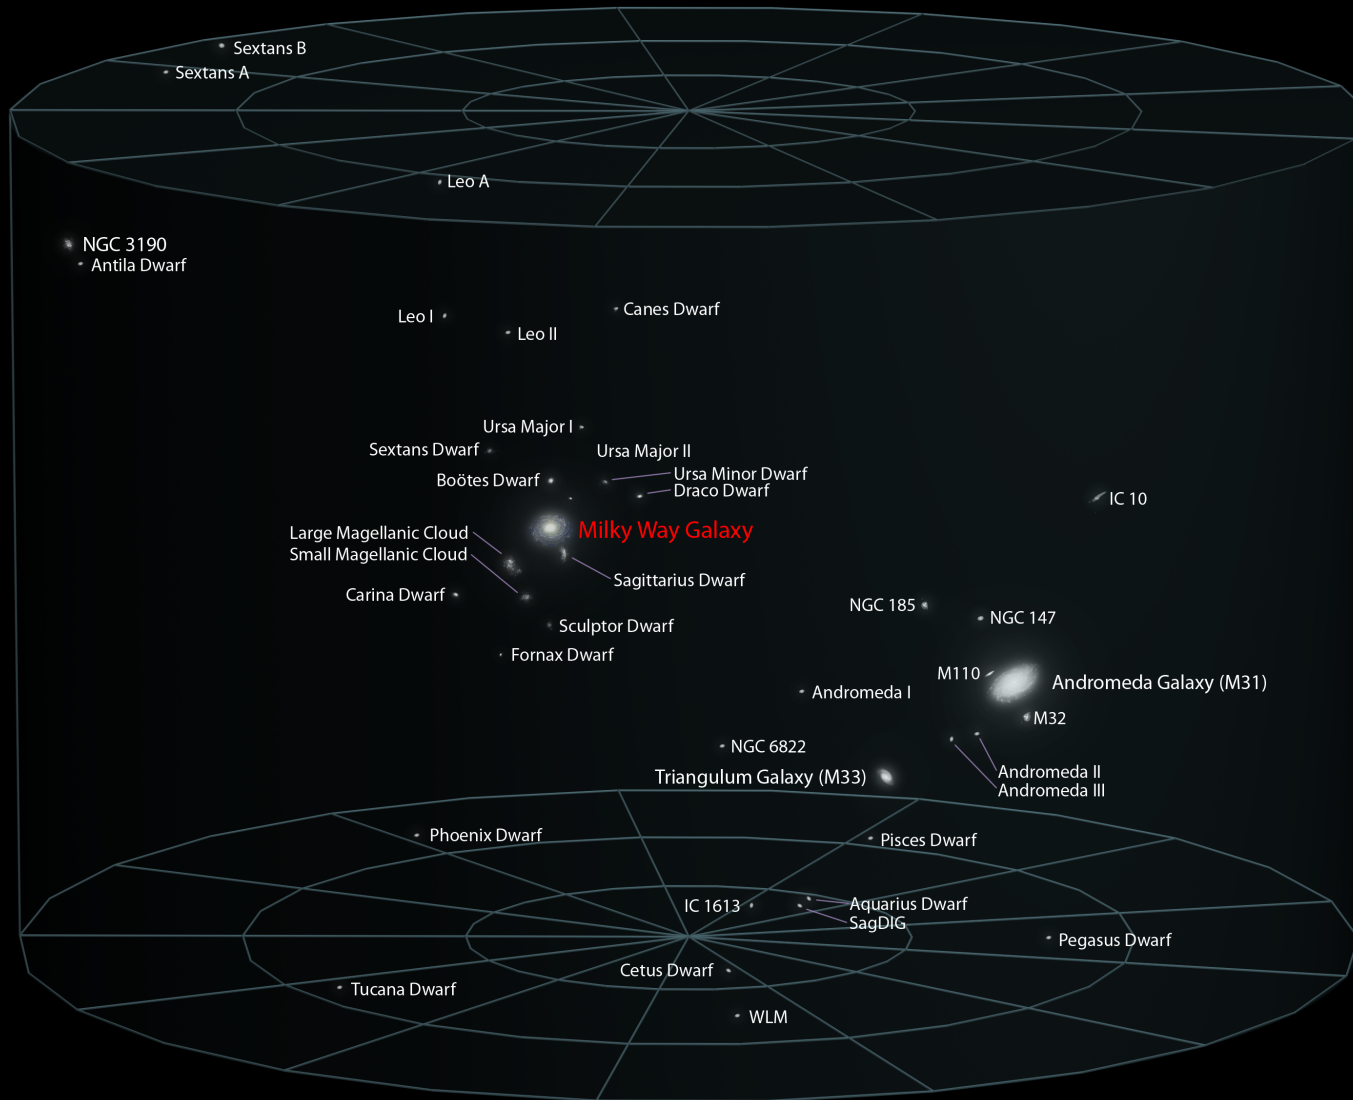 Sextans B
Sextans A
Leo A
NGC 3190
Antila Dwarf
Leo I
Canes Dwarf
Leo II
Ursa Major I
Sextans Dwarf
Ursa Major II
Boötes Dwarf
Ursa Minor Dwarf
Draco Dwarf
IC 10
Milky Way Galaxy
Large Magellanic Cloud
Small Magellanic Cloud
Sagittarius Dwarf
Carina Dwarf
NGC 185
NGC 147
Sculptor Dwarf
Fornax Dwarf
M110
Andromeda Galaxy (M31)
Andromeda I
M32
NGC 6822
Andromeda II
Triangulum Galaxy (M33)
Andromeda III
Phoenix Dwarf
Pisces Dwarf
IC 1613
Aquarius Dwarf
SagDIG
Pegasus Dwarf
Cetus Dwarf
Tucana Dwarf
WLM